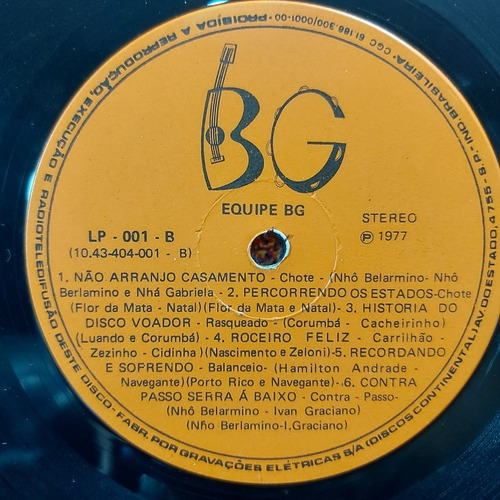 PROIBIDA A REPRODUÇÃO, EXECUÇÃO E RADIOTELEDIFUSÃO DESTE DISCO - FABR. POR GRAVAÇÕES ELÉTRICAS S/A (DISCOS CONTINENTAL) AV. DO ESTADO, 4755 - S.P. - IND. BRASILEIRA - CGC 61.186.300/0001-00 -
BG
EQUIPE BG
LP - 001 - B
(10.43-404-001 - B)
STEREO
Ⓟ 1977
1. NÃO ARRANJO CASAMENTO - Chote - (Nhô Belarmino- Nhô
Berlamino e Nhá Gabriela - 2. PERCORRENDO OS ESTADOS-Chote
(Flor da Mata - Natal) (Flor da Mata e Natal) - 3. HISTORIA DO
DISCO VOADOR - Rasqueado - (Corumbá - Cacheirinho)
(Luando e Corumbá) - 4. ROCEIRO FELIZ - Carrilhão -
Zezinho - Cidinha) (Nascimento e Zeloni)-5. RECORDANDO
E SOFRENDO - Balanceio- (Hamilton Andrade -
Navegante) (Porto Rico e Navegante) - 6. CONTRA
PASSO SERRA Á BAIXO - Contra - Passo-
(Nhô Belarmino - Ivan Graciano)
(Nho Berlamino-I,Graciano)